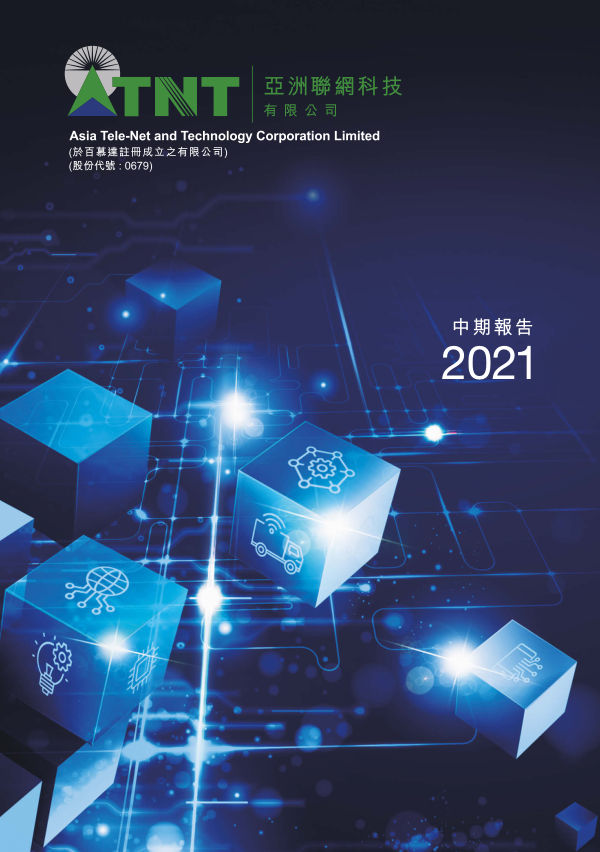 ATNT
亞洲聯網科技
有限公司
Asia Tele-Net and Technology Corporation Limited
(於百慕達註冊成立之有限公司)
(股份代號 : 0679)
中期報告
2021